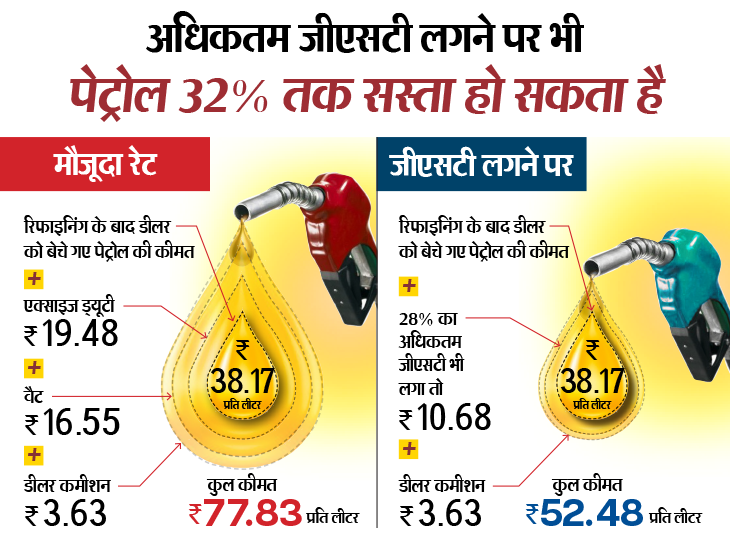 अधिकतम जीएसटी लगने पर भी
पेट्रोल 32% तक सस्ता हो सकता है
मौजूदा रेट
रिफाइनिंग के बाद डीलर
को बेचे गए पेट्रोल की कीमत
+
एक्साइज ड्यूटी
₹ 19.48
+
वैट
₹ 16.55
+
डीलर कमीशन
₹ 3.63
₹
38.17
प्रति लीटर
कुल कीमत
₹77.83 प्रति लीटर
जीएसटी लगने पर
रिफाइनिंग के बाद डीलर
को बेचे गए पेट्रोल की कीमत
+
28% का
अधिकतम
जीएसटी भी
लगा तो
₹ 10.68
+
डीलर कमीशन
₹ 3.63
₹
38.17
प्रति लीटर
कुल कीमत
₹52.48 प्रति लीटर